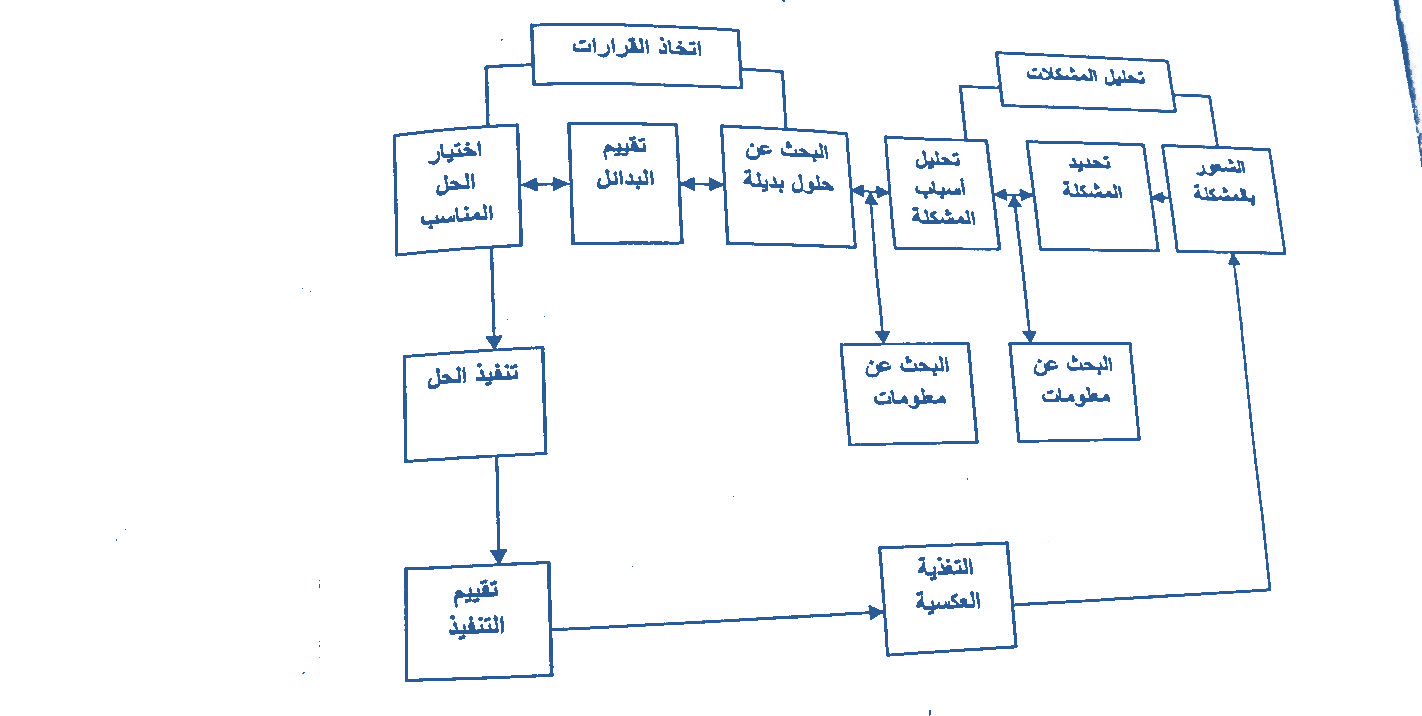 تحليل المشكلات
اتخاذ القرارات
الشعور
بالمشكلة
تحديد
المشكلة
تحليل
أسباب
المشكلة
البحث عن
حلول بديلة
تقييم
البدائل
اختيار
الحل
المناسب
البحث عن
معلومات
البحث عن
معلومات
تنفيذ الحل
تقييم
التنفيذ
التغذية
العكسية